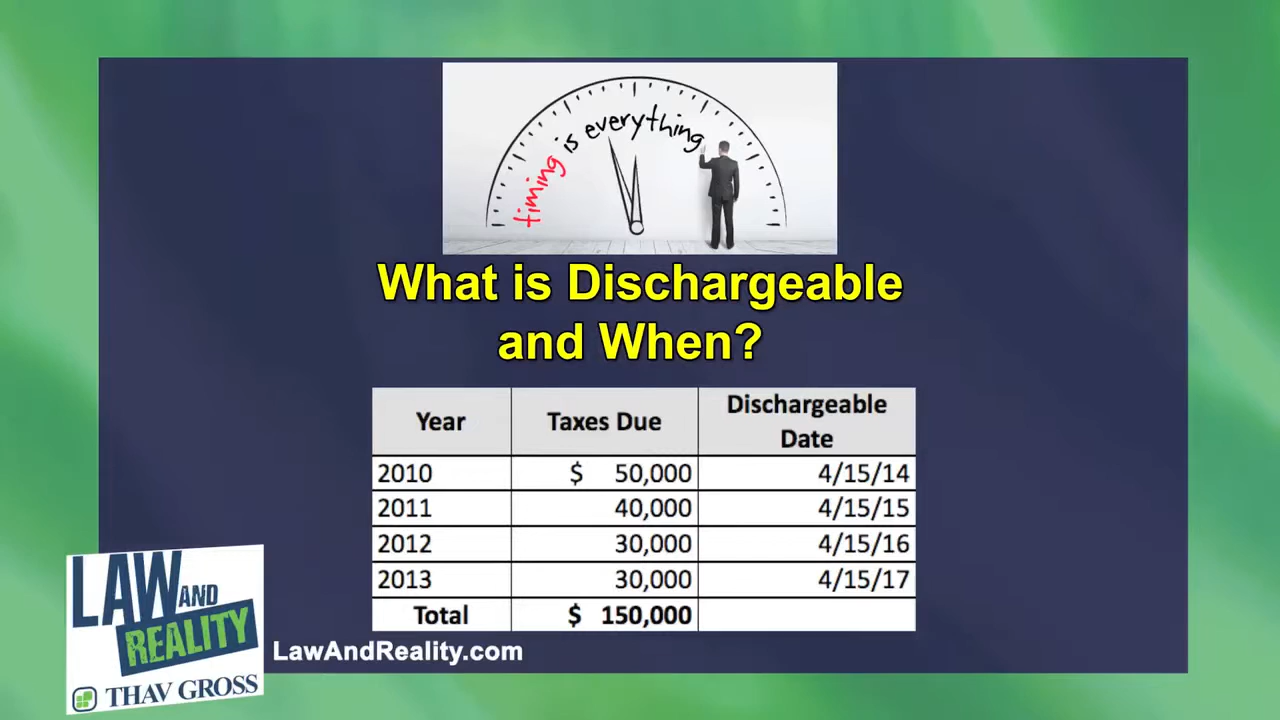 timing is everything
What is Dischargeable
and When?
Year Taxes Due Dischargeable Date
2010 $ 50,000 4/15/14
2011 40,000 4/15/15
2012 30,000 4/15/16
2013 30,000 4/15/17
Total $ 150,000
LAW AND
REALITY
THAV GROSS
LawAndReality.com